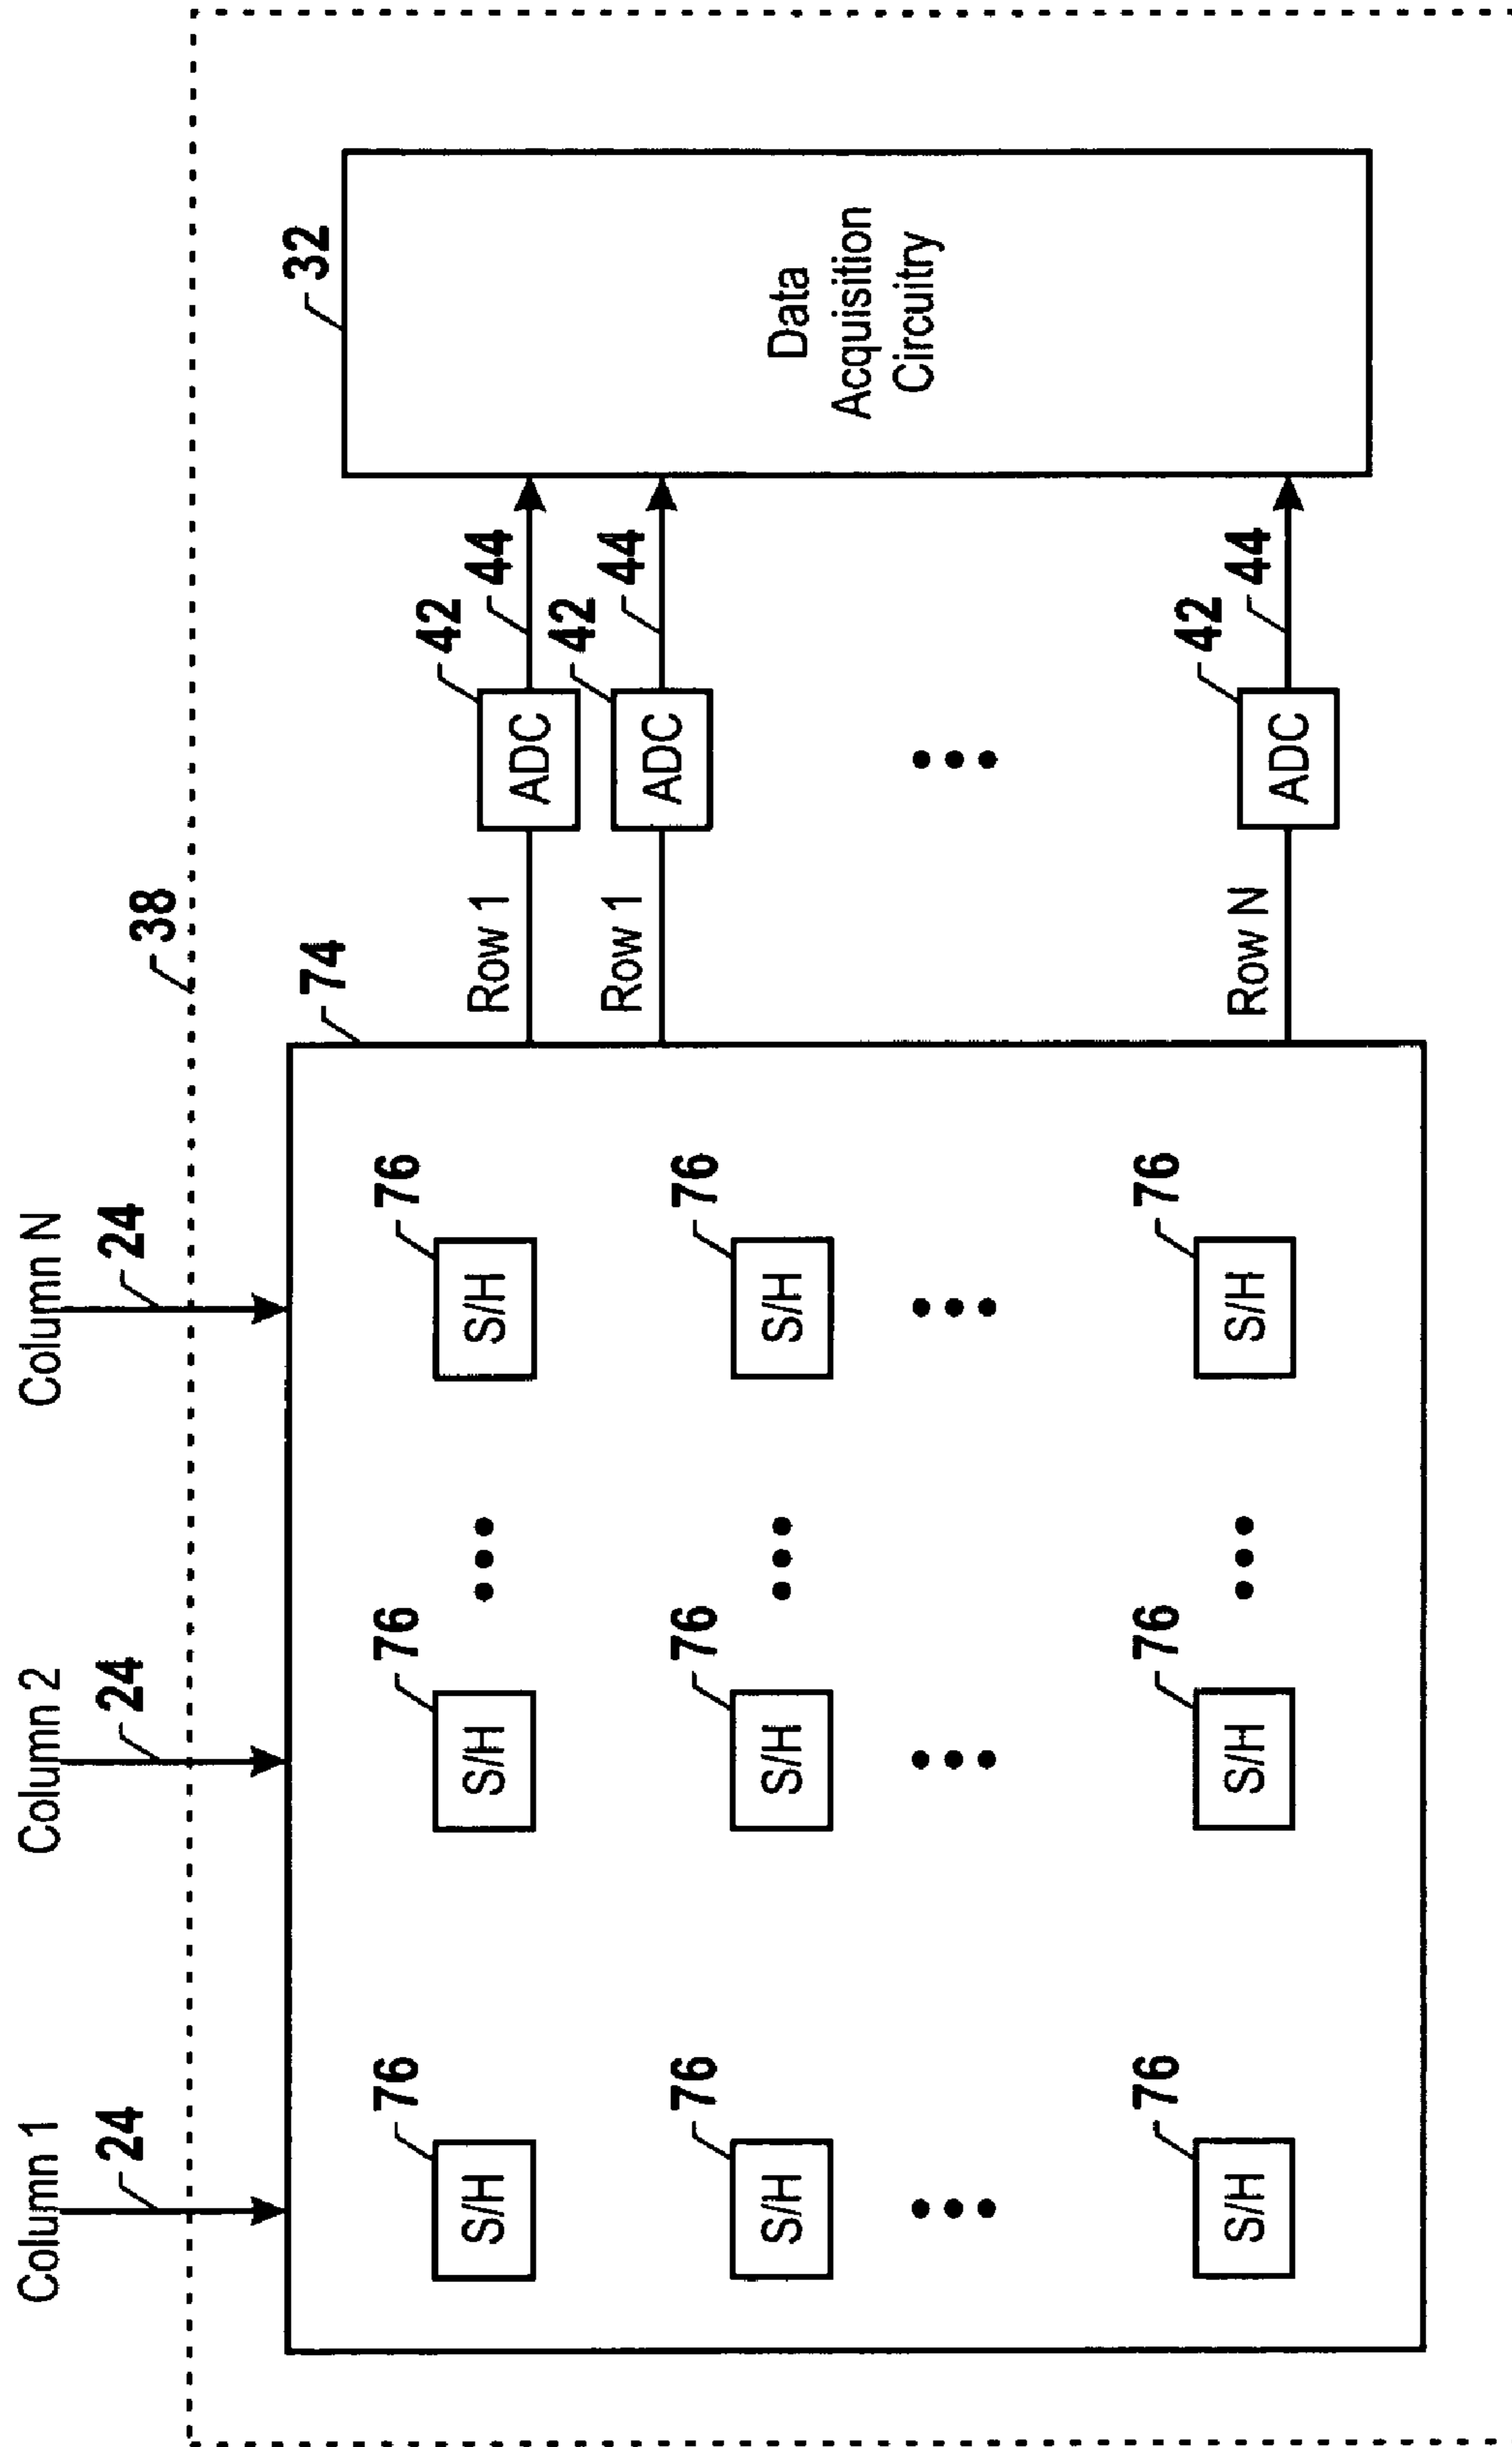 Column 1
Column 2
Column N
24
24
24
38
74
32
76
76
76
S/H
S/H
S/H
Row 1
42
44
ADC
Row 1
42
44
ADC
76
76
76
S/H
S/H
S/H
Data
Acquisition
Circuitry
76
76
76
S/H
S/H
S/H
Row N
42
44
ADC